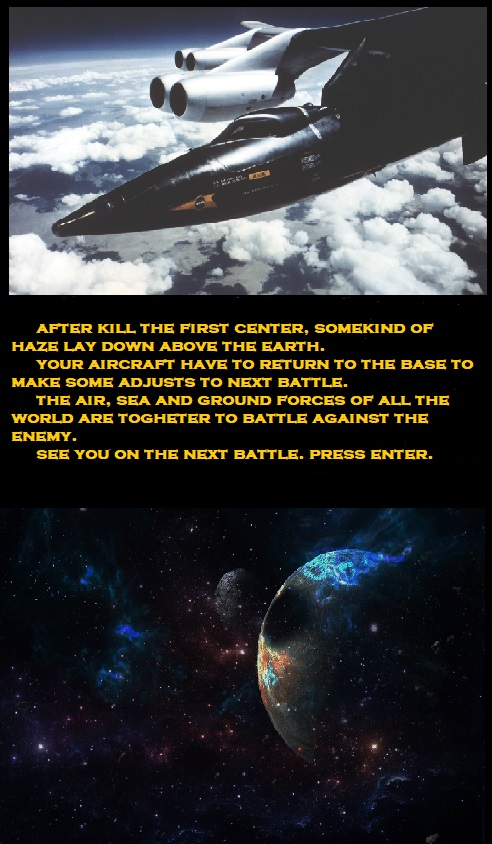 AFTER KILL THE FIRST CENTER, SOMEKIND OF
HAZE LAY DOWN ABOVE THE EARTH.
YOUR AIRCRAFT HAVE TO RETURN TO THE BASE TO
MAKE SOME ADJUSTS TO NEXT BATTLE.
THE AIR, SEA AND GROUND FORCES OF ALL THE
WORLD ARE TOGHETER TO BATTLE AGAINST THE
ENEMY.
SEE YOU ON THE NEXT BATTLE. PRESS ENTER.